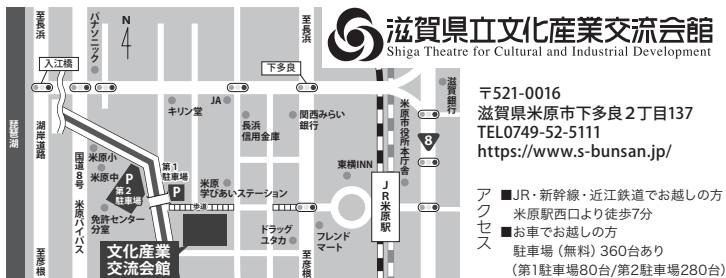 滋賀県立文化産業交流会館
Shiga Theatre for Cultural and Industrial Development
〒521-0016
滋賀県米原市下多良2丁目137
TEL0749-52-5111
https://www.s-bunsan.jp/
アクセス
■JR・新幹線・近江鉄道でお越しの方
米原駅西口より徒歩7分
■お車でお越しの方
駐車場（無料）360台あり
（第1駐車場80台/第2駐車場280台）
至長浜
パナソニック
N
至長浜
入江橋
下多良
滋賀銀行
キリン堂
JA
長浜
信用金庫
関西みらい
銀行
米原市役所本庁舎
8
琵琶湖
湖岸道路
国道8号 米原バイパス
米原小
米原中
P
第2
駐車場
第1
駐車場
P
米原
学びあいステーション
東横INN
JR米原駅
歩道
免許センター
分室
文化産業
交流会館
ドラッグ
ユタカ
フレンド
マート
至彦根
至彦根